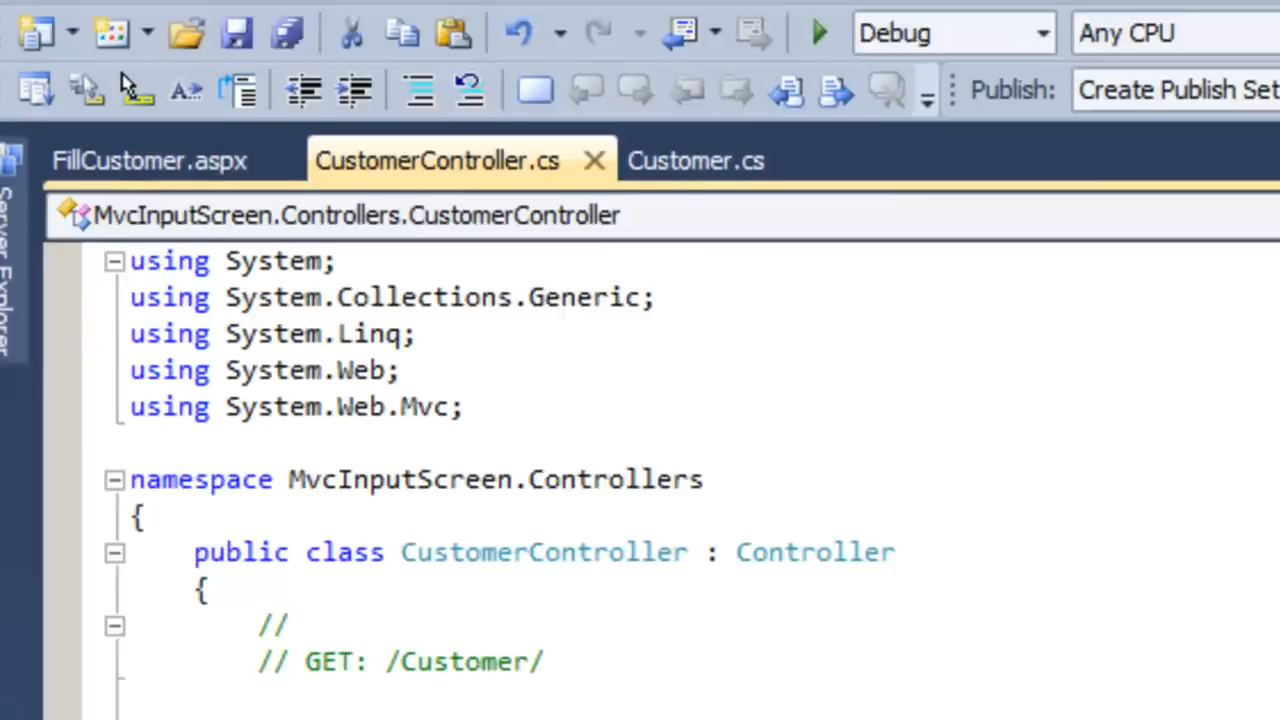 Debug
Any CPU
Publish:
Create Publish Set
Server Explorer
FillCustomer.aspx
CustomerController.cs
Customer.cs
MvcInputScreen.Controllers.CustomerController
using System;
using System.Collections.Generic;
using System.Linq;
using System.Web;
using System.Web.Mvc;
namespace MvcInputScreen.Controllers
{
public class CustomerController : Controller
{
//
// GET: /Customer/